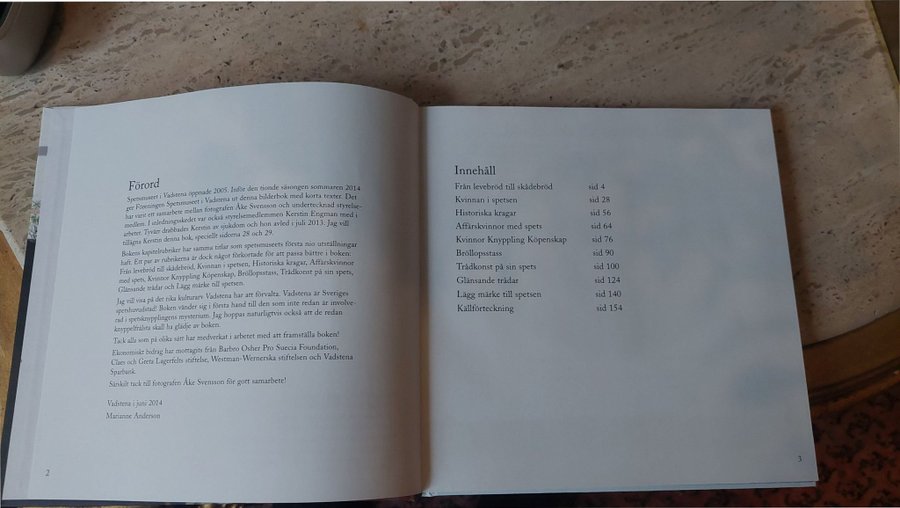 Förord
Spetsmuseet i Vadstena öppnade 2005. Inför den tionde säsongen sommaren 2014
ger Föreningen Spetsmuseet i Vadstena ut denna bilderbok med korta texter. Det
har varit ett samarbete mellan fotografen Åke Svensson och undertecknad styrelse-
medlem. I inledningsskedet var också styrelsemedlemmen Kerstin Engman med i
arbetet. Tyvärr drabbades Kerstin av sjukdom och hon avled i juli 2013. Jag vill
tillägna Kerstin denna bok, speciellt sidorna 28 och 29.
Bokens kapitelrubriker har samma titlar som spetsmuseets första nio utställningar
haft. Ett par av rubrikerna är dock något förkortade för att passa bättre i boken:
Från levebröd till skådebröd, Kvinnan i spetsen, Historiska kragar, Affärskvinnor
med spets, Kvinnor Knyppling Köpenskap, Bröllopsstass, Trådkonst på sin spets,
Glänsande trådar och Lägg märke till spetsen.
Jag vill visa på det rika kulturarv Vadstena har att förvalta. Vadstena är Sveriges
spetshuvudstad! Boken vänder sig i första hand till den som inte redan är involve-
rad i spetsknypplingens mysterium. Jag hoppas naturligtvis också att de redan
knyppelfrälsta skall ha glädje av boken.
Tack alla som på olika sätt har medverkat i arbetet med att framställa boken!
Ekonomiskt bidrag har mottagits från Barbro Osher Pro Suecia Foundation,
Claes och Greta Lagerfelts stiftelse, Westman-Wernerska stiftelsen och Vadstena
Sparbank.
Särskilt tack till fotografen Åke Svensson för gott samarbete!
Vadstena i juni 2014
Marianne Anderson
2
Innehåll
Från levebröd till skådebröd sid 4
Kvinnan i spetsen sid 28
Historiska kragar sid 56
Affärskvinnor med spets sid 64
Kvinnor Knyppling Köpenskap sid 76
Bröllopsstass sid 90
Trådkonst på sin spets sid 100
Glänsande trådar sid 124
Lägg märke till spetsen sid 140
Källförteckning sid 154
3